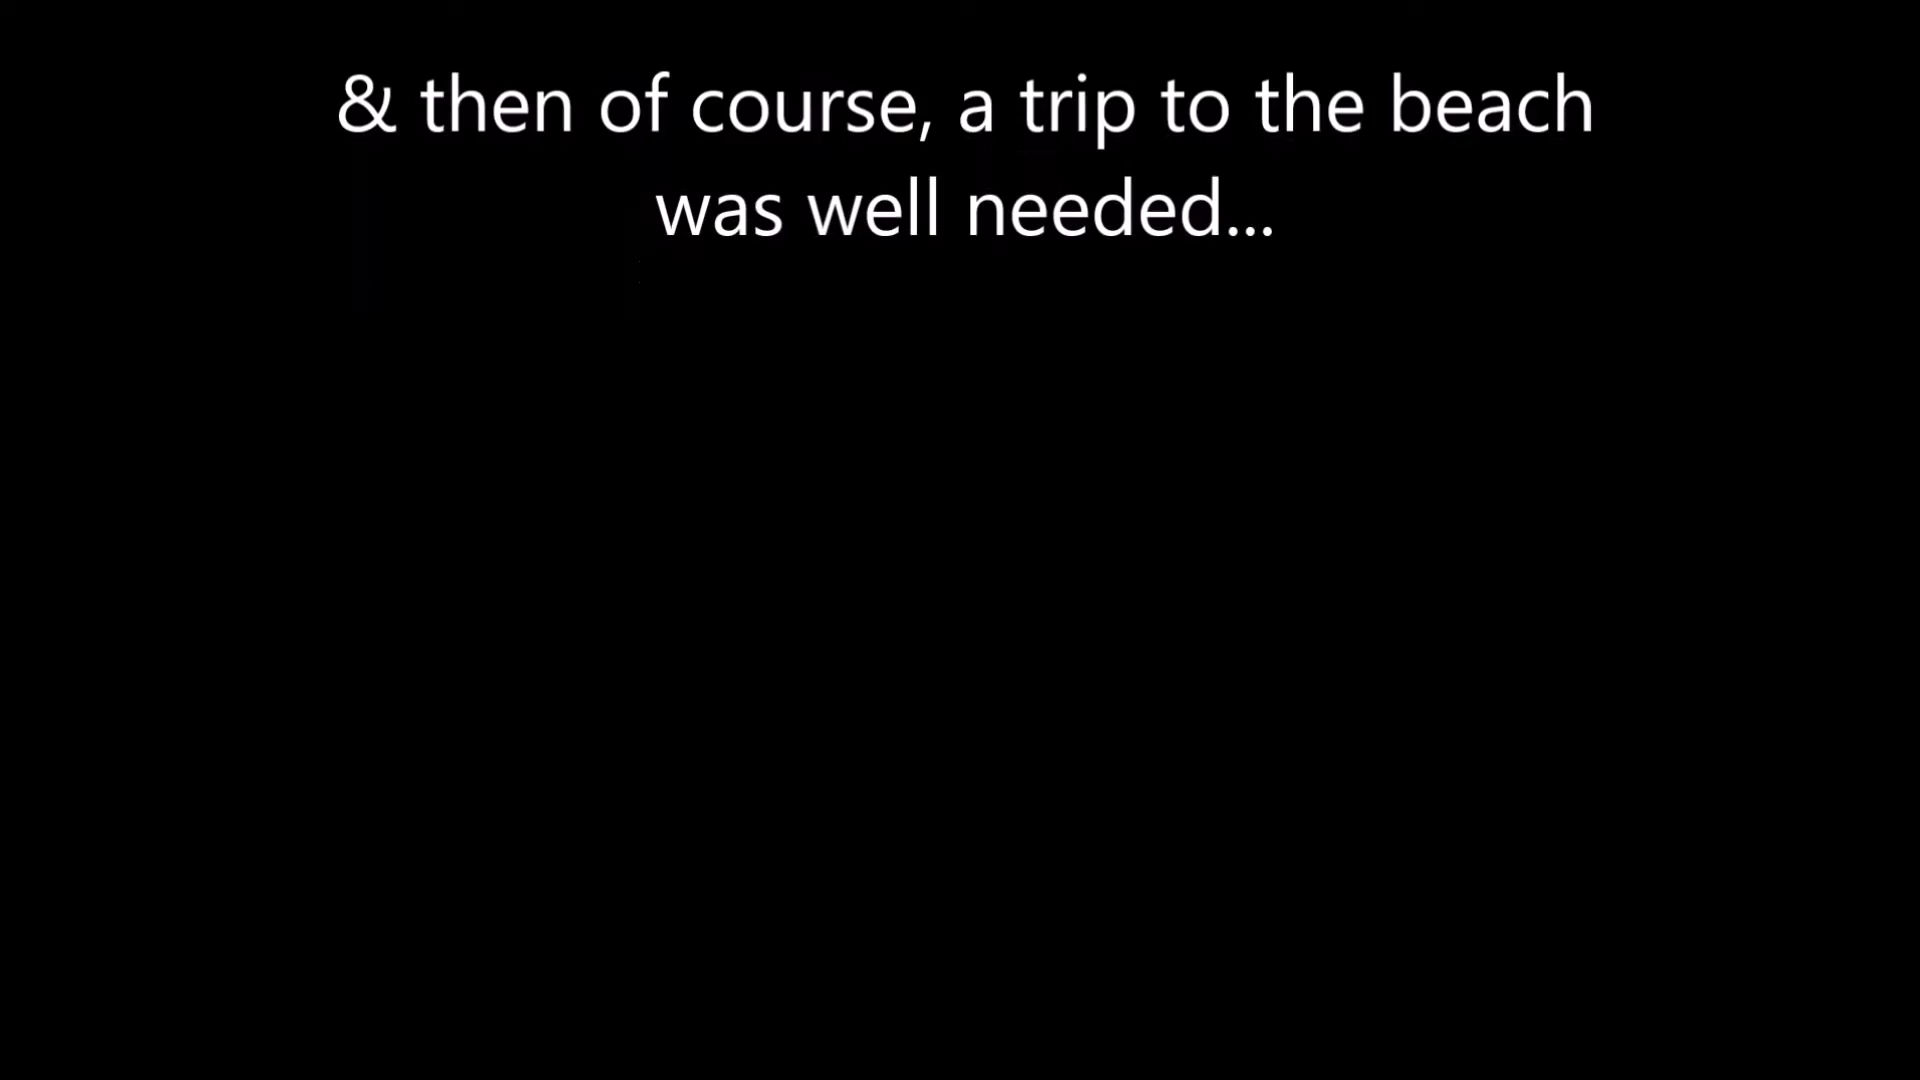 & then of course, a trip to the beach
was well needed...